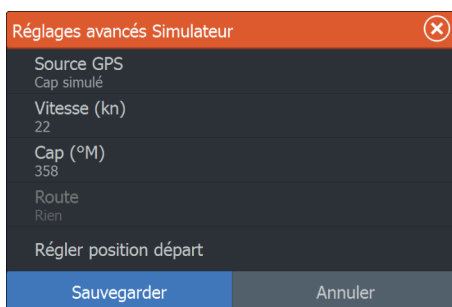 Réglages avancés Simulateur
Source GPS
Cap simulé
Vitesse (kn)
22
Cap (°M)
358
Route
Rien
Régler position départ
Sauvegarder Annuler